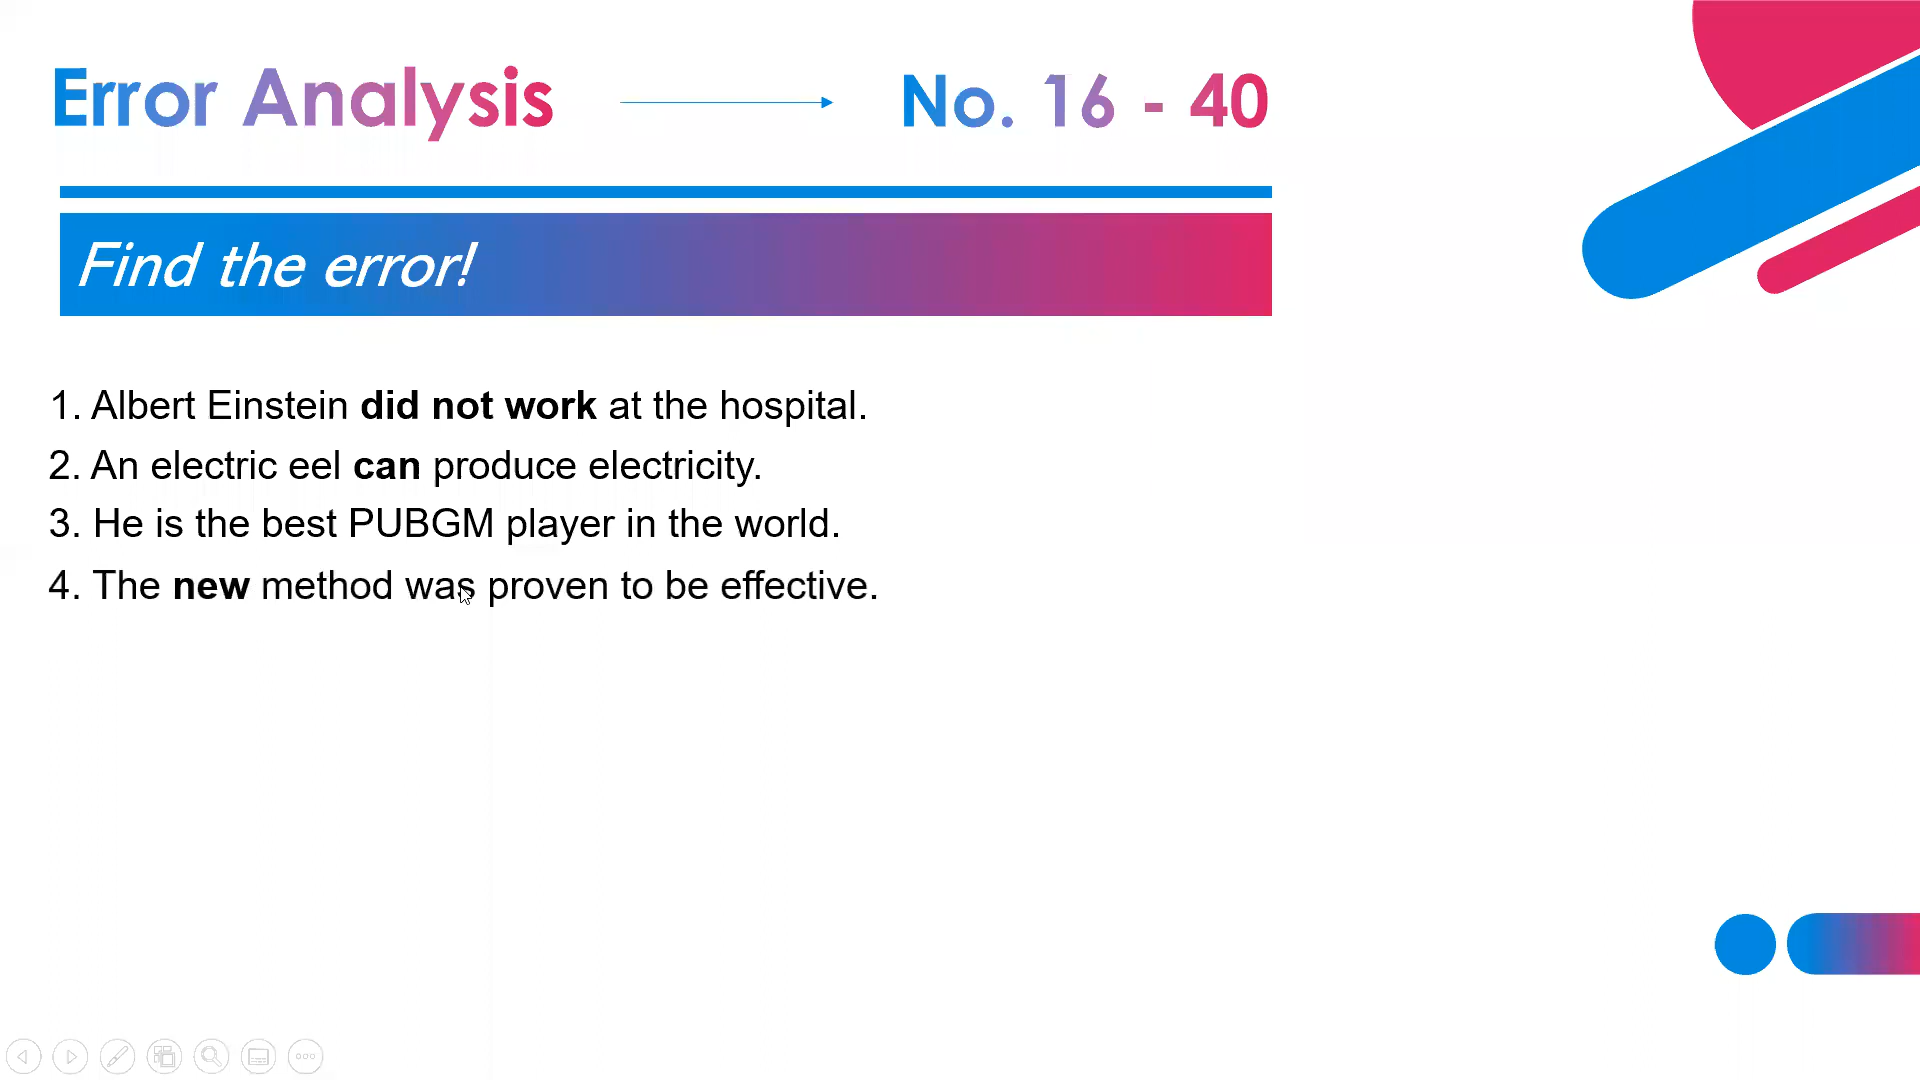 Error Analysis No. 16 - 40
Find the error!
1. Albert Einstein did not work at the hospital.
2. An electric eel can produce electricity.
3. He is the best PUBGM player in the world.
4. The new method was proven to be effective.